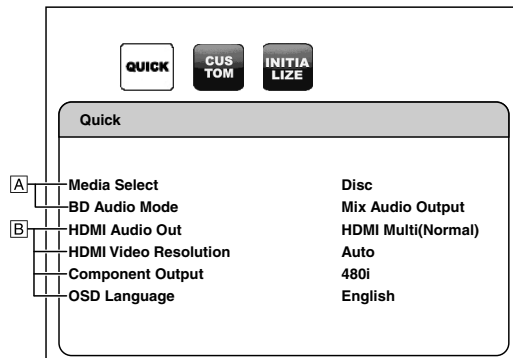 QUICK
CUS
TOM
INITIA
LIZE
Quick
A
Media Select Disc
BD Audio Mode Mix Audio Output
B
HDMI Audio Out HDMI Multi(Normal)
HDMI Video Resolution Auto
Component Output 480i
OSD Language English